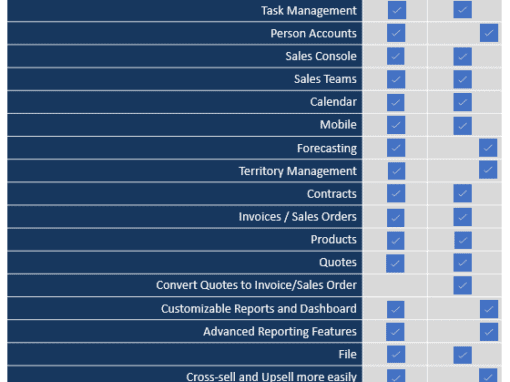 Task Management
Person Accounts
Sales Console
Sales Teams
Calendar
Mobile
Forecasting
Territory Management
Contracts
Invoices / Sales Orders
Products
Quotes
Convert Quotes to Invoice/Sales Order
Customizable Reports and Dashboard
Advanced Reporting Features
File
Cross-sell and Upsell more easily